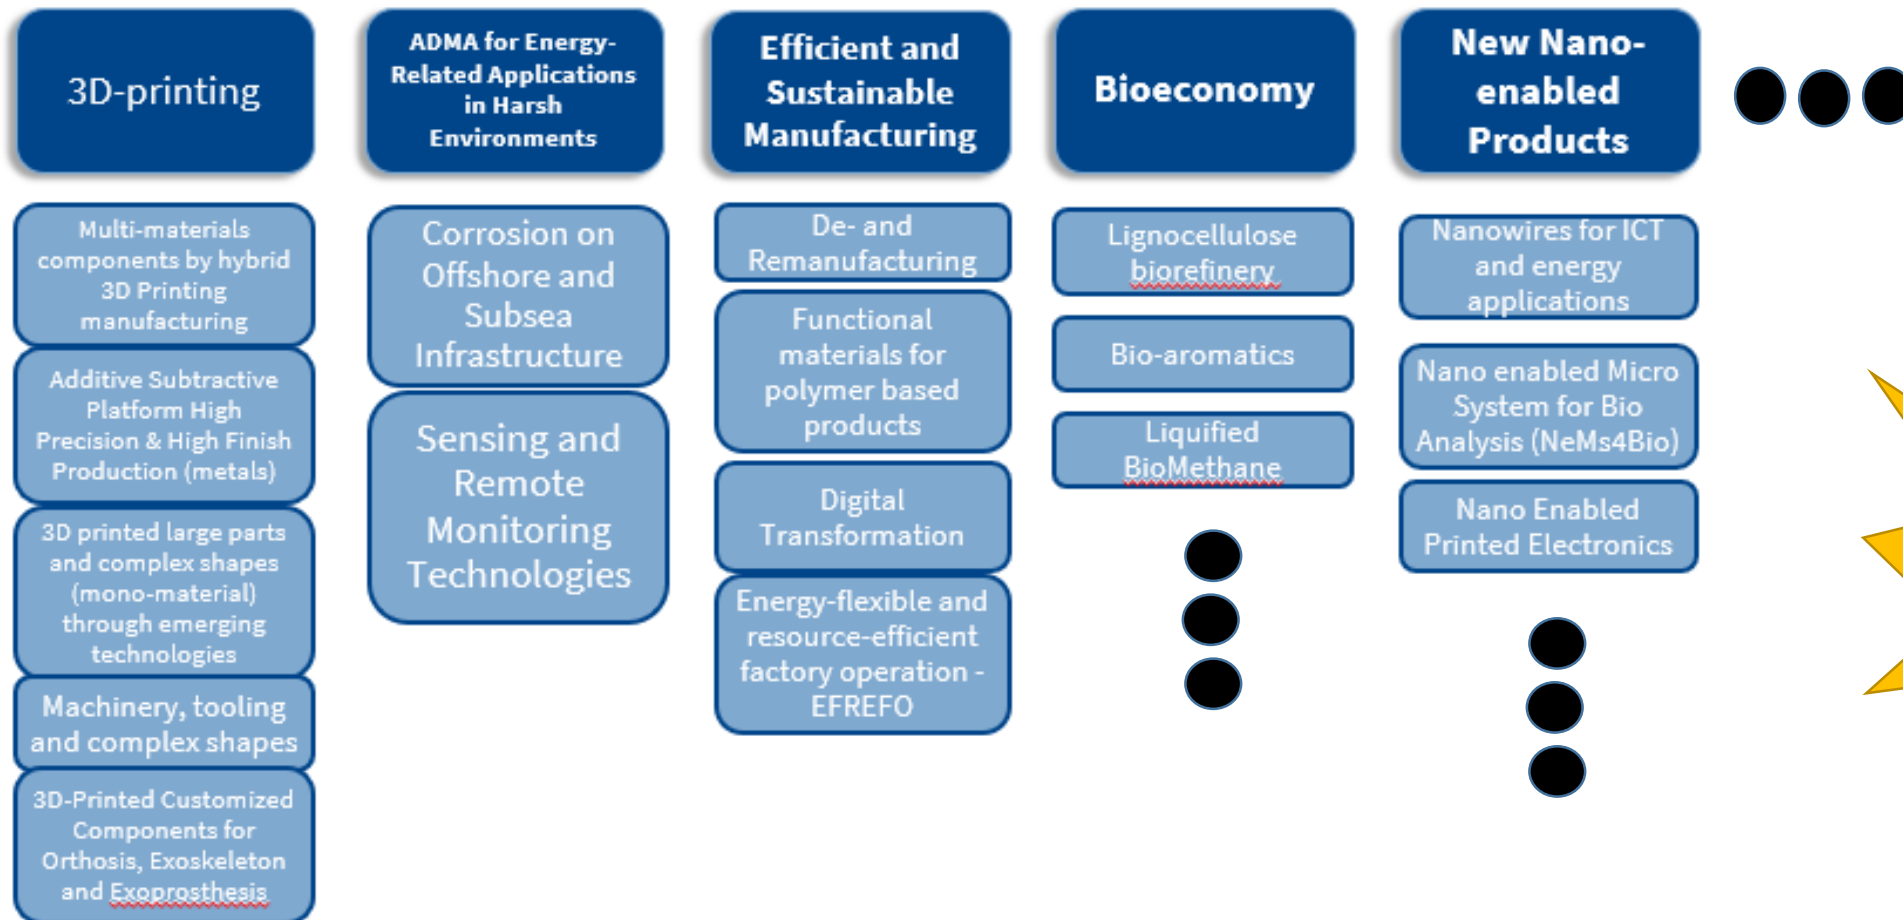 3D-printing
Multi-materials
components by hybrid
3D Printing
manufacturing
Additive Subtractive
Platform High
Precision & High Finish
Production (metals)
3D printed large parts
and complex shapes
(mono-material)
through emerging
technologies
Machinery, tooling
and complex shapes
3D-Printed Customized
Components for
Orthosis, Exoskeleton
and Exoprosthesis
ADMA for Energy-
Related Applications
in Harsh
Environments
Corrosion on
Offshore and
Subsea
Infrastructure
Sensing and
Remote
Monitoring
Technologies
Efficient and
Sustainable
Manufacturing
De- and
Remanufacturing
Functional
materials for
polymer based
products
Digital
Transformation
Energy-flexible and
resource-efficient
factory operation -
EFREFO
Bioeconomy
Lignocellulose
biorefinery
Bio-aromatics
Liquified
BioMethane
New Nano-
enabled
Products
Nanowires for ICT
and energy
applications
Nano enabled Micro
System for Bio
Analysis (NeMs4Bio)
Nano Enabled
Printed Electronics